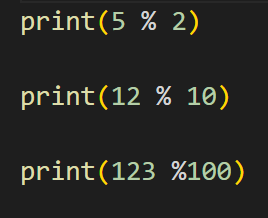 print(5 % 2)
print(12 % 10)
print(123 %100)